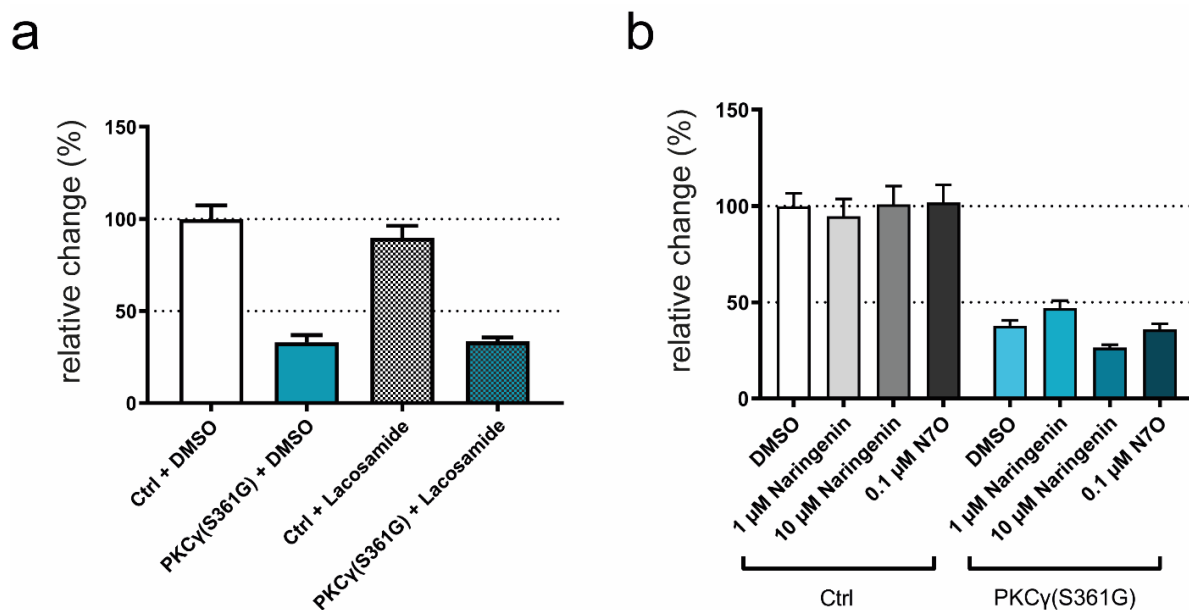 a
relative change (%)
150
100
50
0
Ctrl + DMSO
PKCγ(S361G) + DMSO
Ctrl + Lacosamide
PKCγ(S361G) + Lacosamide
b
relative change (%)
150
100
50
0
DMSO
1 µM Naringenin
10 µM Naringenin
0.1 µM N7O
DMSO
1 µM Naringenin
10 µM Naringenin
0.1 µM N7O
Ctrl
PKCγ(S361G)